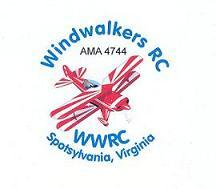 Windwalkers RC
AMA 4744
WWRC
Spotsylvania, Virginia